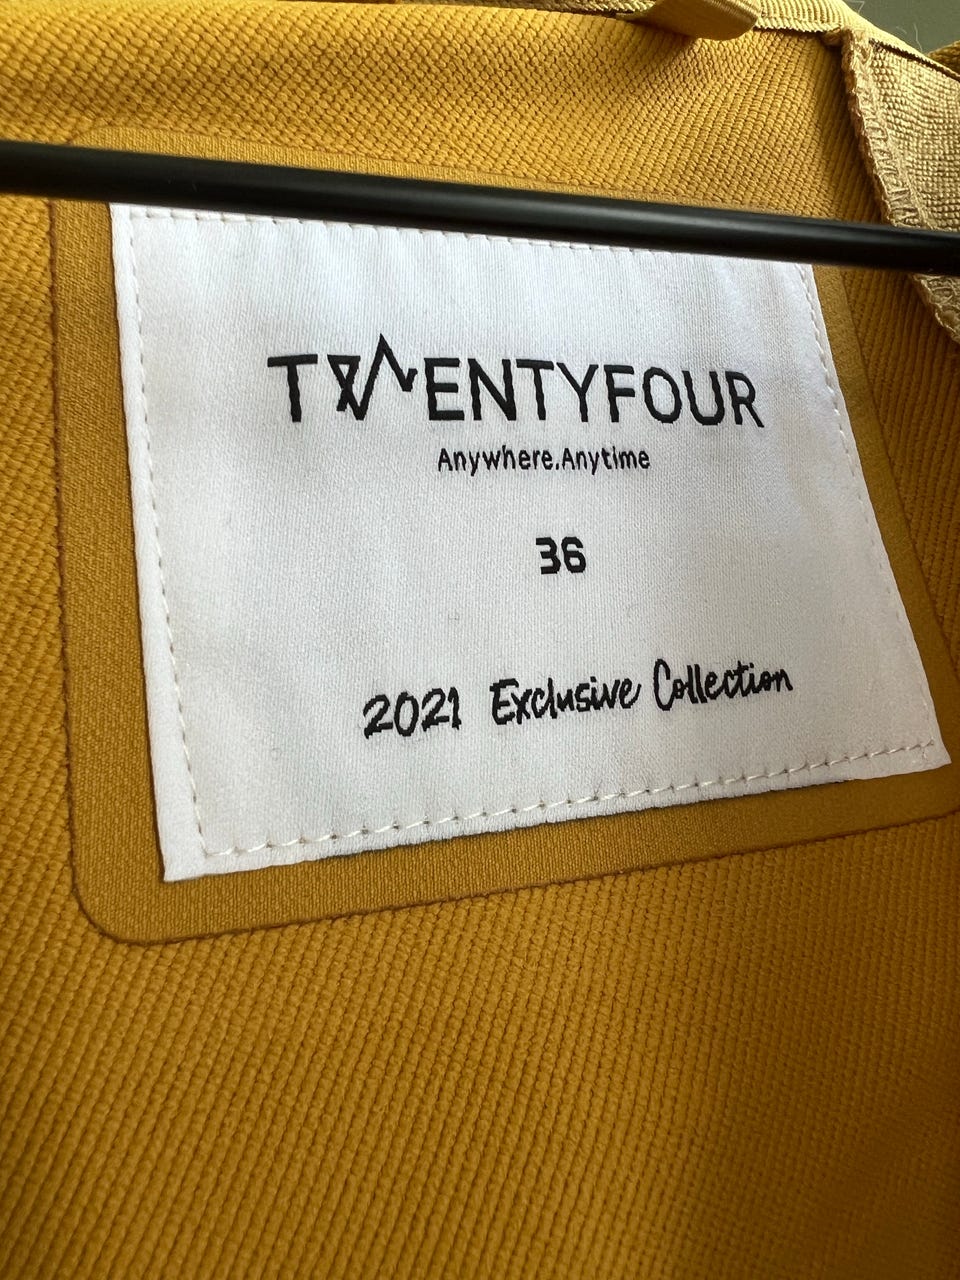 TWENTYFOUR
Anywhere.Anytime
36
2021 Exclusive Collection